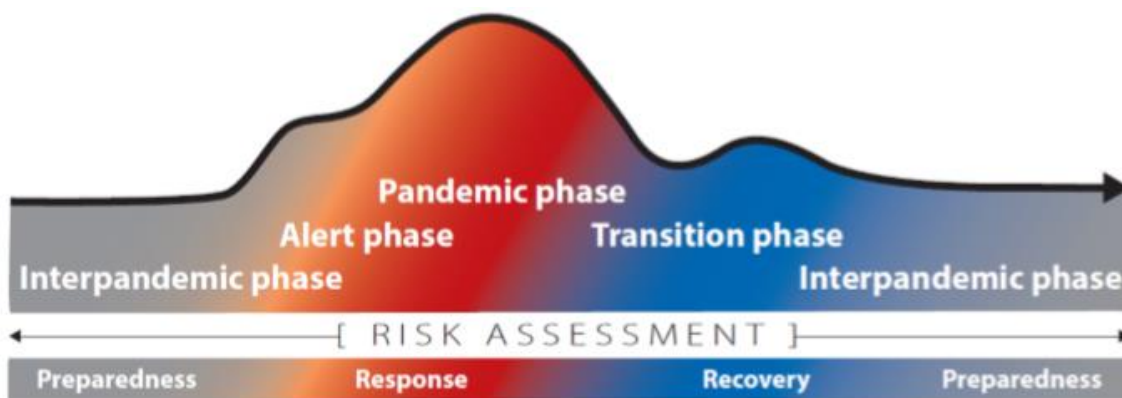 Pandemic phase
Alert phase
Transition phase
Interpandemic phase
Interpandemic phase
[ RISK ASSESSMENT ]
Preparedness
Response
Recovery
Preparedness